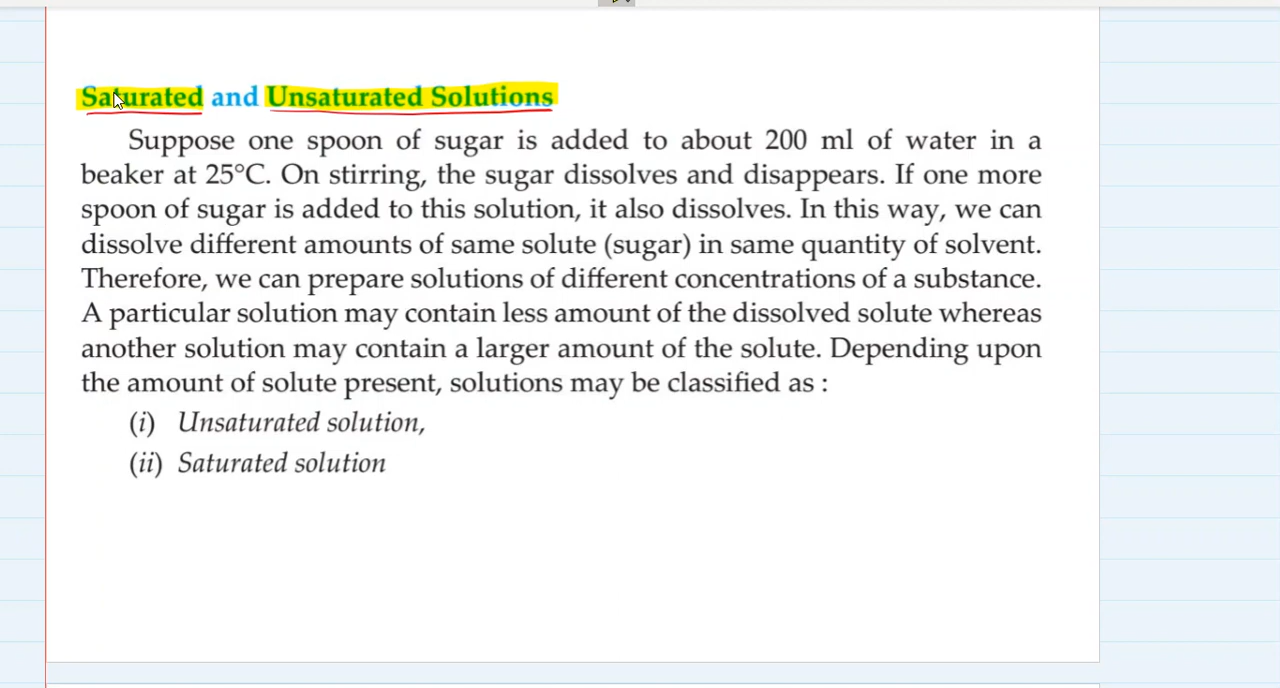 Saturated and Unsaturated Solutions
Suppose one spoon of sugar is added to about 200 ml of water in a
beaker at 25°C. On stirring, the sugar dissolves and disappears. If one more
spoon of sugar is added to this solution, it also dissolves. In this way, we can
dissolve different amounts of same solute (sugar) in same quantity of solvent.
Therefore, we can prepare solutions of different concentrations of a substance.
A particular solution may contain less amount of the dissolved solute whereas
another solution may contain a larger amount of the solute. Depending upon
the amount of solute present, solutions may be classified as :
(i) Unsaturated solution,
(ii) Saturated solution